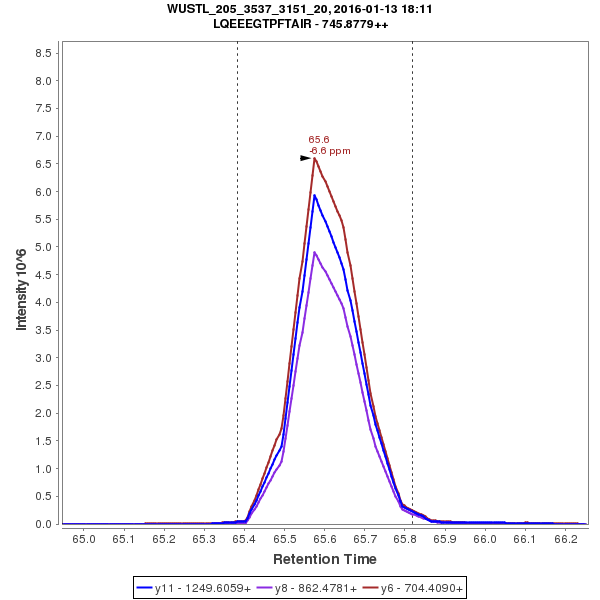 WUSTL_205_3537_3151_20, 2016-01-13 18:11
LQEEEGTPFTAIR - 745.8779++
8.5
8.0
7.5
7.0
6.5
6.0
5.5
5.0
4.5
4.0
3.5
3.0
2.5
2.0
1.5
1.0
0.5
0.0
Intensity 10^6
65.6
-6.6 ppm
65.0 65.1 65.2 65.3 65.4 65.5 65.6 65.7 65.8 65.9 66.0 66.1 66.2
Retention Time
y11 - 1249.6059+ y8 - 862.4781+ y6 - 704.4090+